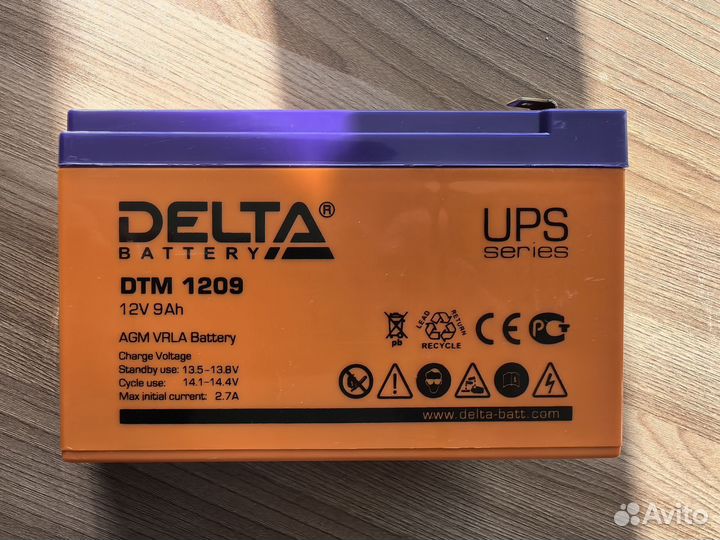 DELTA®
BATTERY
DTM 1209
12V 9Ah
AGM VRLA Battery
Charge Voltage
Standby use: 13.5-13.8V
Cycle use: 14.1-14.4V
Max initial current: 2.7A
UPS
series
pb
LEAD RETURN
RECYCLE
CE
РСТ
www.delta-batt.com
Avito